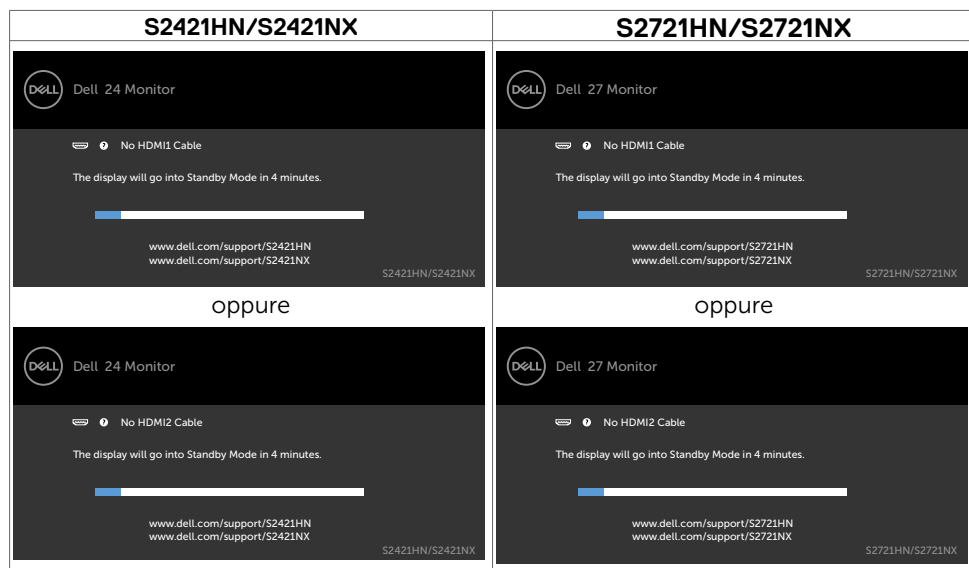 S2421HN/S2421NX
S2721HN/S2721NX
DELL
Dell 24 Monitor
? No HDMI1 Cable
The display will go into Standby Mode in 4 minutes.
www.dell.com/support/S2421HN
www.dell.com/support/S2421NX
S2421HN/S2421NX
DELL
Dell 27 Monitor
? No HDMI1 Cable
The display will go into Standby Mode in 4 minutes.
www.dell.com/support/S2721HN
www.dell.com/support/S2721NX
S2721HN/S2721NX
oppure
oppure
DELL
Dell 24 Monitor
? No HDMI2 Cable
The display will go into Standby Mode in 4 minutes.
www.dell.com/support/S2421HN
www.dell.com/support/S2421NX
S2421HN/S2421NX
DELL
Dell 27 Monitor
? No HDMI2 Cable
The display will go into Standby Mode in 4 minutes.
www.dell.com/support/S2721HN
www.dell.com/support/S2721NX
S2721HN/S2721NX